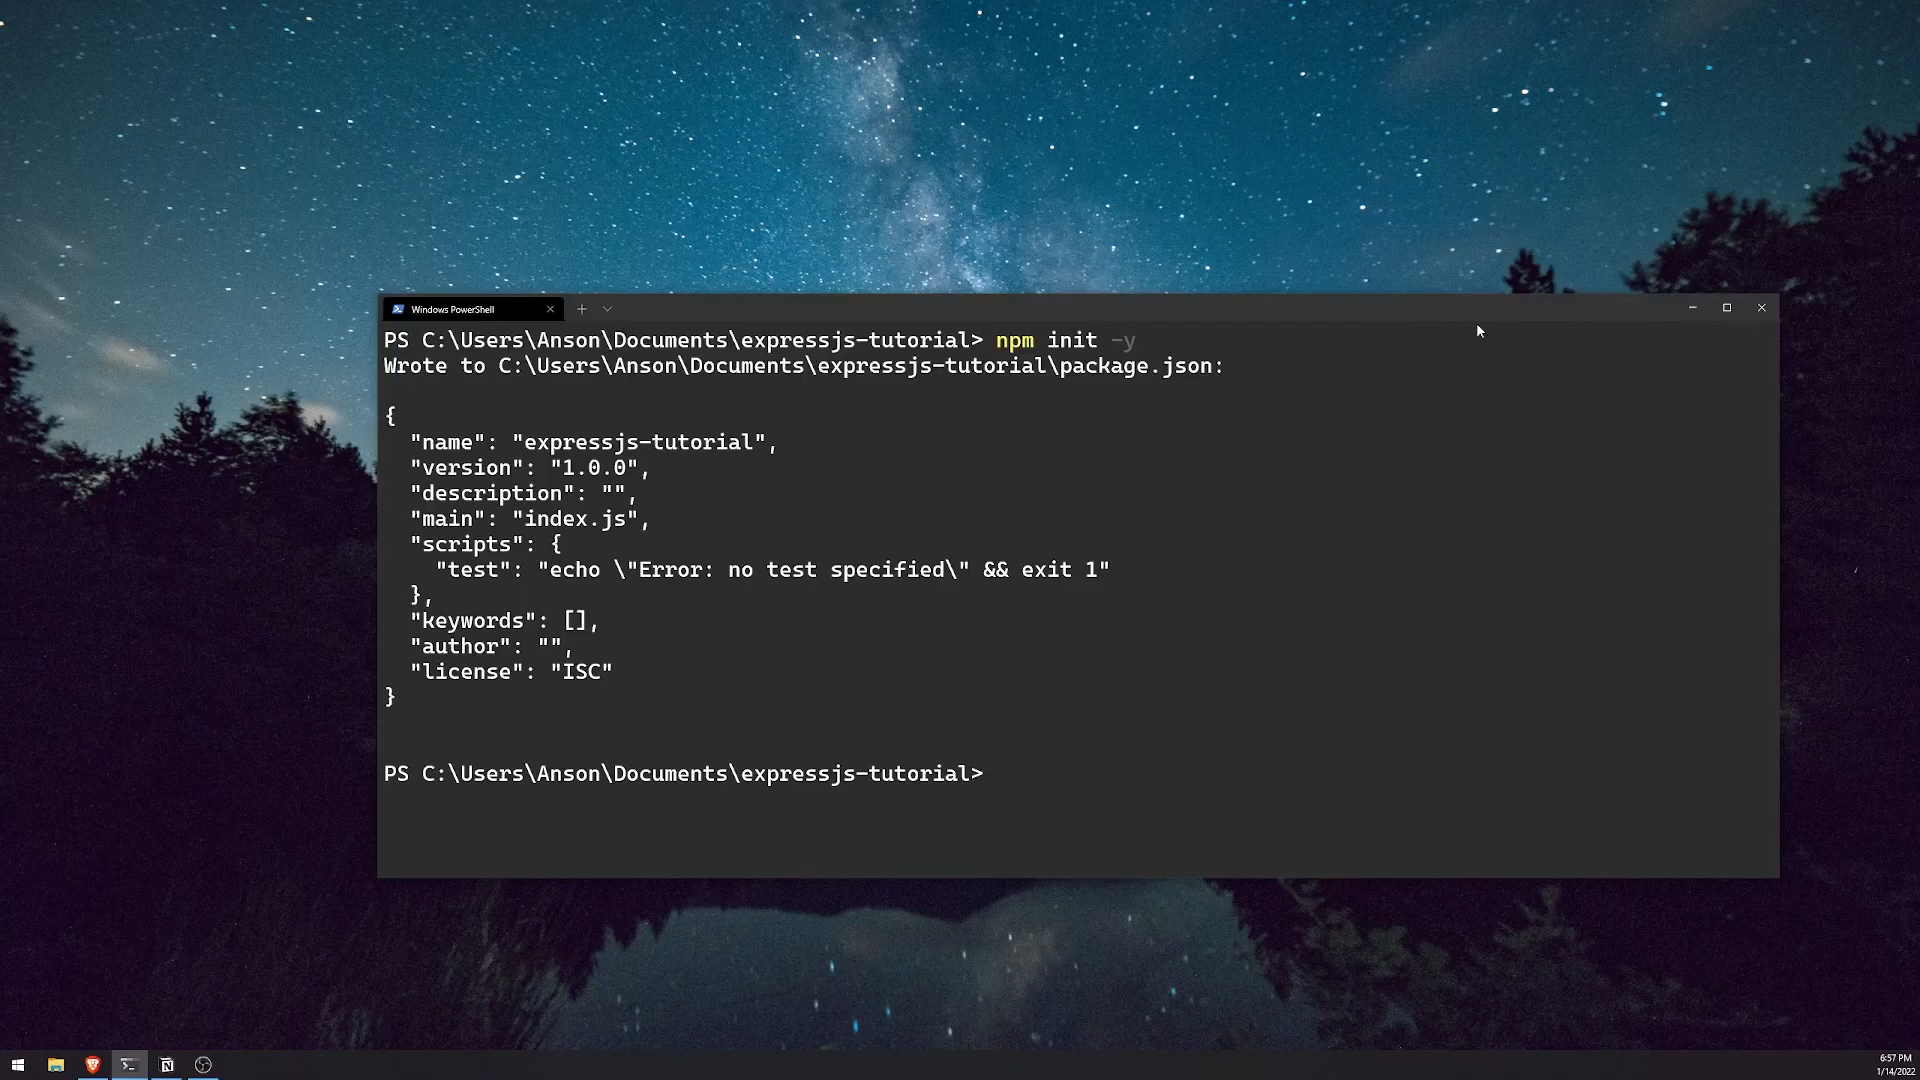 Windows PowerShell
PS C:\Users\Anson\Documents\expressjs-tutorial> npm init -y
Wrote to C:\Users\Anson\Documents\expressjs-tutorial\package.json:
{
"name": "expressjs-tutorial",
"version": "1.0.0",
"description": "",
"main": "index.js",
"scripts": {
"test": "echo \"Error: no test specified\" && exit 1"
},
"keywords": [],
"author": "",
"license": "ISC"
}
PS C:\Users\Anson\Documents\expressjs-tutorial>
6:57 PM
1/14/2022